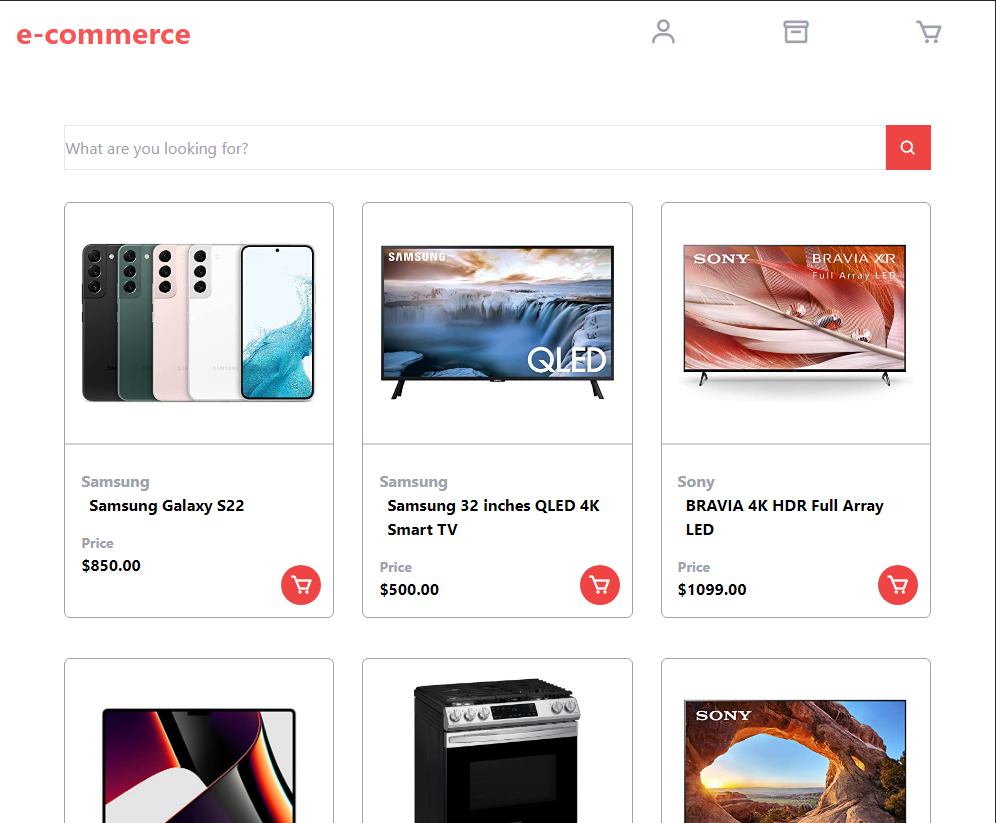 e-commerce
What are you looking for?
SAMSUNG
QLED
SONY
BRAVIA XR
Full Array LED
Samsung
Samsung Galaxy S22
Price
$850.00
Samsung
Samsung 32 inches QLED 4K
Smart TV
Price
$500.00
Sony
BRAVIA 4K HDR Full Array
LED
Price
$1099.00
SONY